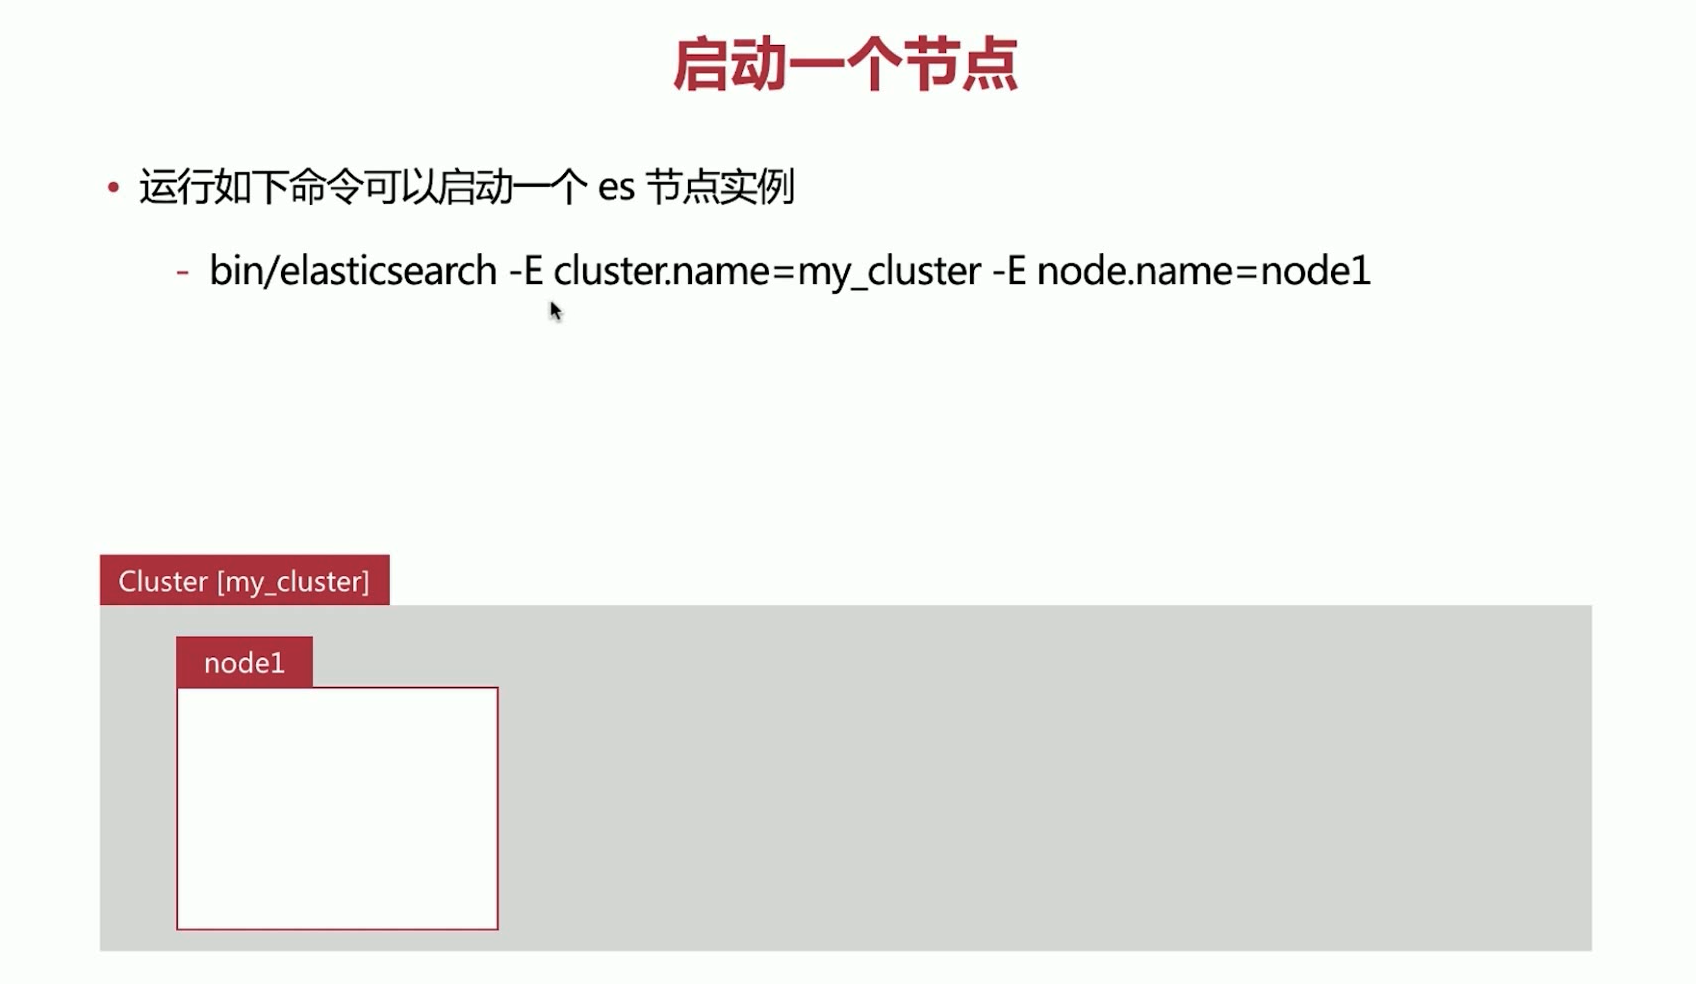 启动一个节点
• 运行如下命令可以启动一个 es 节点实例
- bin/elasticsearch -E cluster.name=my_cluster -E node.name=node1
Cluster [my_cluster]
node1